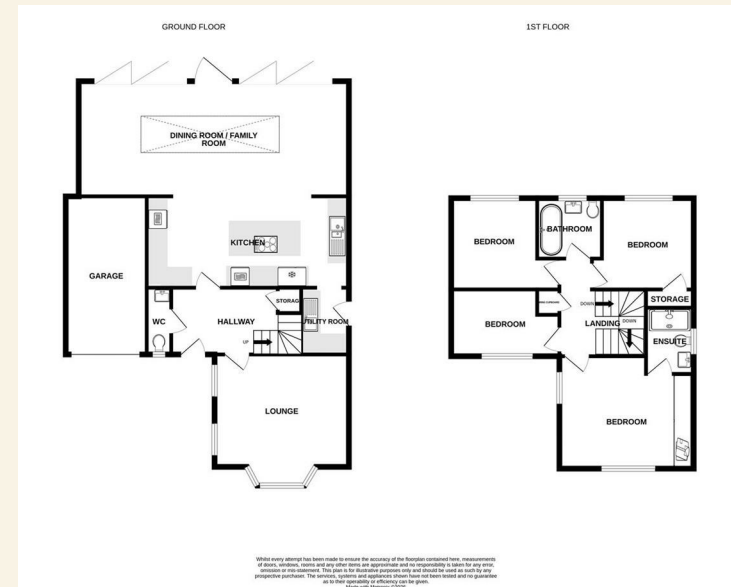 GROUND FLOOR
1ST FLOOR
DINING ROOM / FAMILY
ROOM
KITCHEN
GARAGE
STORAG
WC
HALLWAY
UTILITY ROOM
UP
LOUNGE
BATHROOM
BEDROOM
BEDROOM
DOWN
STORAGE
BEDROOM
LANDING
DOWN
ENSUITE
BEDROOM
Whilst every attempt has been made to ensure the accuracy of the floorplan contained here, measurements
of doors, windows, rooms and any other items are approximate and no responsibility is taken for any error,
omission or mis-statement. This plan is for illustrative purposes only and should be used as such by any
prospective purchaser. The services, systems and appliances shown have not been tested and no guarantee
as to their operability or efficiency can be given.
Made with Metropix